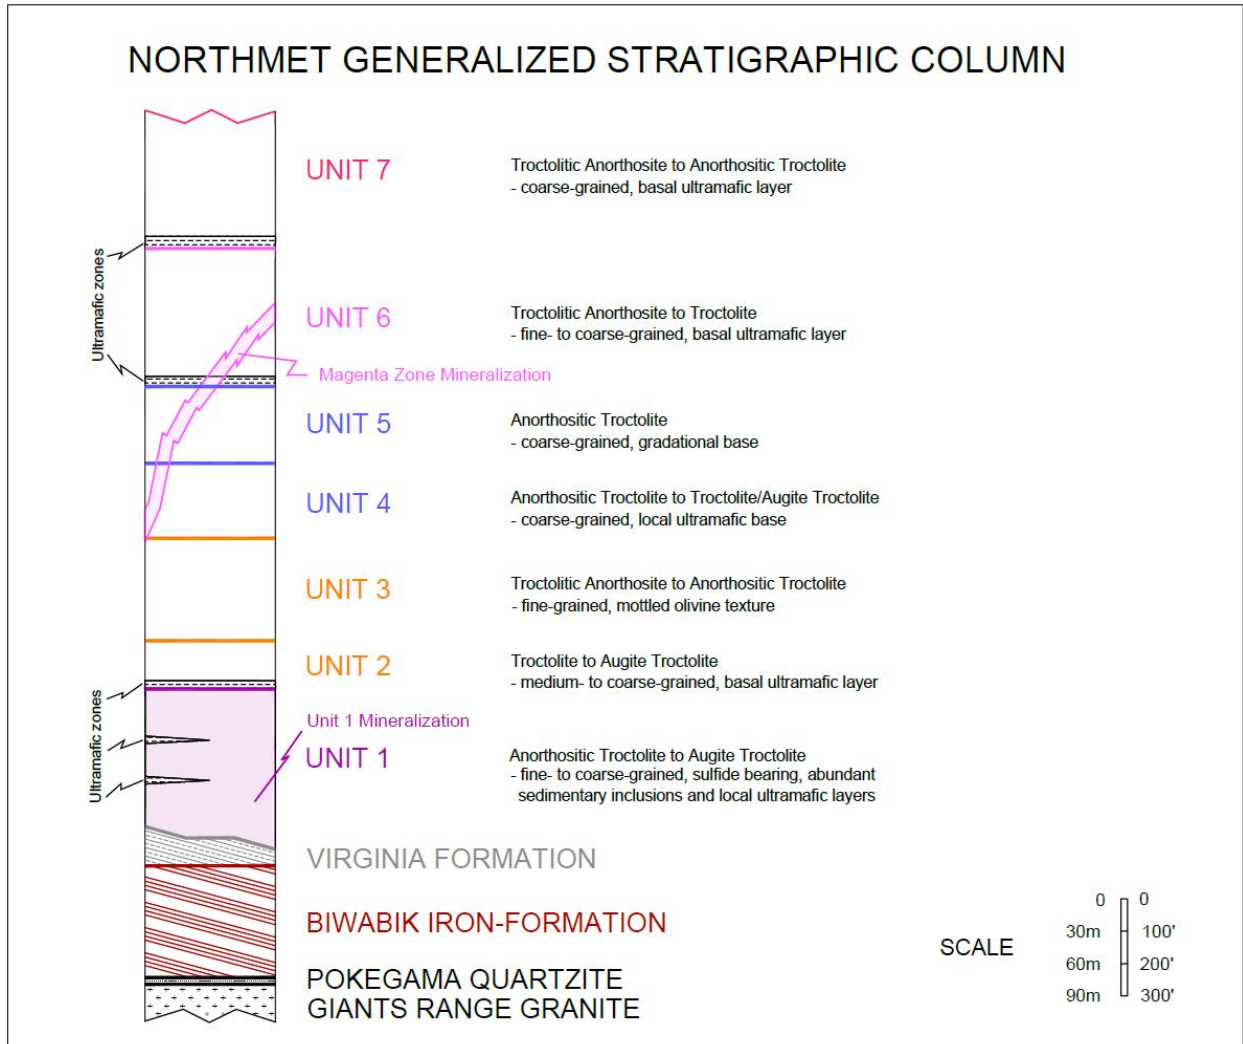 NORTHMET GENERALIZED STRATIGRAPHIC COLUMN
UNIT 7
Troctolitic Anorthosite to Anorthositic Troctolite
- coarse-grained, basal ultramafic layer
Ultramafic zones
UNIT 6
Troctolitic Anorthosite to Troctolite
- fine- to coarse-grained, basal ultramafic layer
Magenta Zone Mineralization
UNIT 5
Anorthositic Troctolite
- coarse-grained, gradational base
UNIT 4
Anorthositic Troctolite to Troctolite/Augite Troctolite
- coarse-grained, local ultramafic base
UNIT 3
Troctolitic Anorthosite to Anorthositic Troctolite
- fine-grained, mottled olivine texture
UNIT 2
Troctolite to Augite Troctolite
- medium- to coarse-grained, basal ultramafic layer
Ultramafic zones
Unit 1 Mineralization
UNIT 1
Anorthositic Troctolite to Augite Troctolite
- fine- to coarse-grained, sulfide bearing, abundant
sedimentary inclusions and local ultramafic layers
VIRGINIA FORMATION
BIWABIK IRON-FORMATION
POKEGAMA QUARTZITE
GIANTS RANGE GRANITE
SCALE
0 0
30m 100'
60m 200'
90m 300'